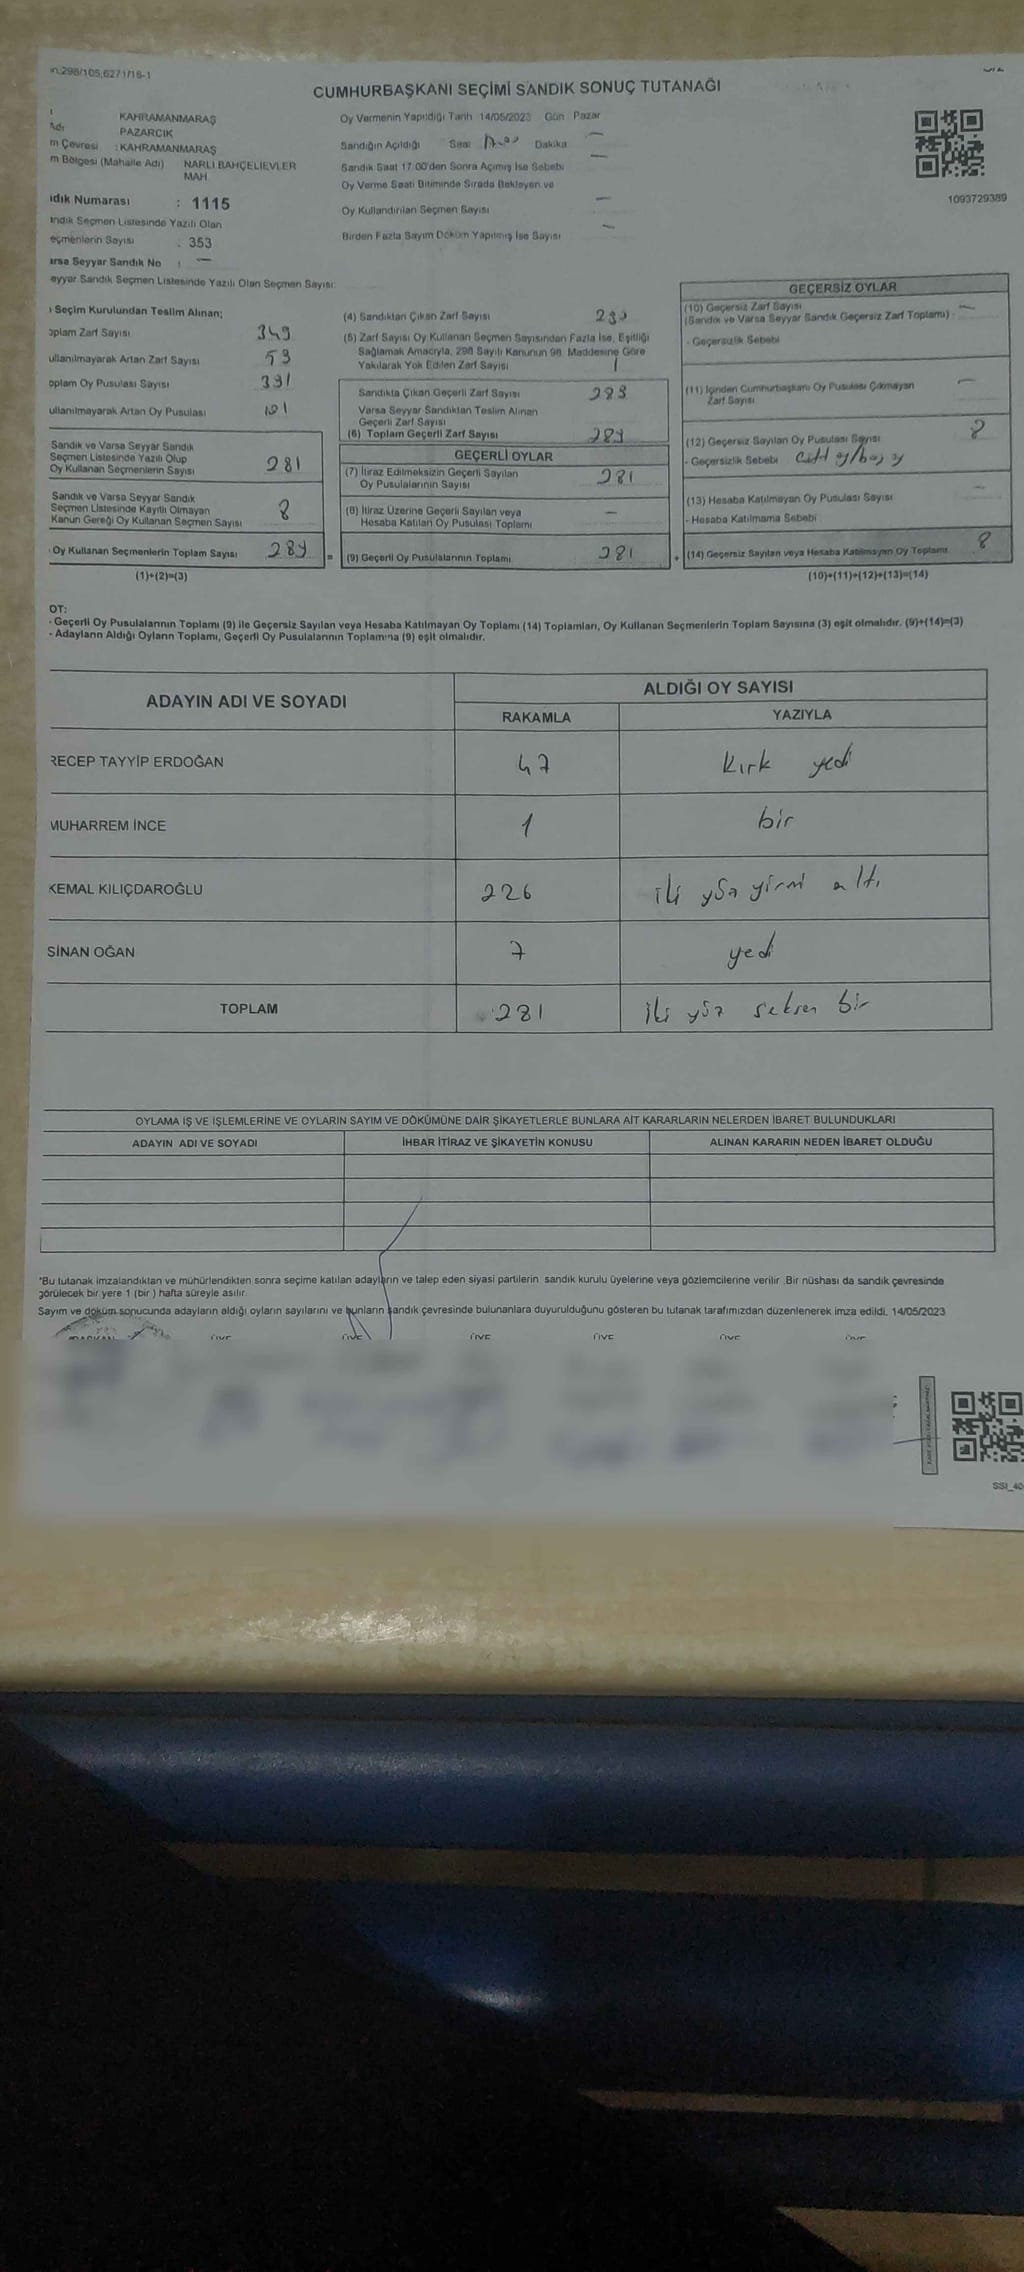 n:298/105,6271/18-1
CUMHURBAŞKANI SEÇİMİ SANDIK SONUÇ TUTANAĞI
KAHRAMANMARAŞ
Adı PAZARCIK
m Çevresi : KAHRAMANMARAŞ
m Bölgesi (Mahalle Adı) NARLI BAHÇELİEVLER
MAH
ıdık Numarası : 1115
andık Seçmen Listesinde Yazılı Olan
eçmenlerin Sayısı : 353
arsa Seyyar Sandık No : —
eyyar Sandık Seçmen Listesinde Yazılı Olan Seçmen Sayısı:
Oy Vermenin Yapıldığı Tarih 14/05/2023 Gün Pazar
Sandığın Açıldığı Saat Dakika —
Sandık Saat 17:00'den Sonra Açımış İse Sebebi —
Oy Verme Saati Bitiminde Sırada Bekleyen ve
Oy Kullandırılan Seçmen Sayısı —
Birden Fazla Sayım Döküm Yapılmış İse Sayısı —
1093729389
ı Seçim Kurulundan Teslim Alınan;
oplam Zarf Sayısı 349
ullanılmayarak Artan Zarf Sayısı 59
oplam Oy Pusulası Sayısı 391
ullanılmayarak Artan Oy Pusulası 101
Sandık ve Varsa Seyyar Sandık
Seçmen Listesinde Yazılı Olup
Oy Kullanan Seçmenlerin Sayısı 281
Sandık ve Varsa Seyyar Sandık
Seçmen Listesinde Kayıtlı Olmayan
Kanun Gereği Oy Kullanan Seçmen Sayısı 8
Oy Kullanan Seçmenlerin Toplam Sayısı 289
(1)+(2)=(3)
(4) Sandıktan Çıkan Zarf Sayısı 290
(5) Zarf Sayısı Oy Kullanan Seçmen Sayısından Fazla İse, Eşitliği
Sağlamak Amacıyla, 298 Sayılı Kanunun 98. Maddesine Göre
Yakılarak Yok Edilen Zarf Sayısı 1
Sandıkta Çıkan Geçerli Zarf Sayısı 289
Varsa Seyyar Sandıktan Teslim Alınan
Geçerli Zarf Sayısı
(6) Toplam Geçerli Zarf Sayısı 289
GEÇERLİ OYLAR
(7) İtiraz Edilmeksizin Geçerli Sayılan
Oy Pusulalarının Sayısı 281
(8) İtiraz Üzerine Geçerli Sayılan veya
Hesaba Katılan Oy Pusulası Toplamı —
= (9) Geçerli Oy Pusulalarının Toplamı 281 +
GEÇERSİZ OYLAR
(10) Geçersiz Zarf Sayısı
(Sandık ve Varsa Seyyar Sandık Geçersiz Zarf Toplamı) : —
- Geçersizlik Sebebi
(11) İçinden Cumhurbaşkanı Oy Pusulası Çıkmayan
Zarf Sayısı —
(12) Geçersiz Sayılan Oy Pusulası Sayısı 8
- Geçersizlik Sebebi Çift oy/boş oy
(13) Hesaba Katılmayan Oy Pusulası Sayısı —
- Hesaba Katılmama Sebebi
(14) Geçersiz Sayılan veya Hesaba Katılmayan Oy Toplamı 8
(10)+(11)+(12)+(13)=(14)
OT:
- Geçerli Oy Pusulalarının Toplamı (9) ile Geçersiz Sayılan veya Hesaba Katılmayan Oy Toplamı (14) Toplamları, Oy Kullanan Seçmenlerin Toplam Sayısına (3) eşit olmalıdır. (9)+(14)=(3)
- Adayların Aldığı Oyların Toplamı, Geçerli Oy Pusulalarının Toplamına (9) eşit olmalıdır.
ADAYIN ADI VE SOYADI
ALDIĞI OY SAYISI
RAKAMLA YAZIYLA
RECEP TAYYİP ERDOĞAN 47 kırk yedi
MUHARREM İNCE 1 bir
KEMAL KILIÇDAROĞLU 226 iki yüz yirmi altı
SİNAN OĞAN 7 yedi
TOPLAM 281 iki yüz seksen bir
OYLAMA İŞ VE İŞLEMLERİNE VE OYLARIN SAYIM VE DÖKÜMÜNE DAİR ŞİKAYETLERLE BUNLARA AİT KARARLARIN NELERDEN İBARET BULUNDUKLARI
ADAYIN ADI VE SOYADI İHBAR İTİRAZ VE ŞİKAYETİN KONUSU ALINAN KARARIN NEDEN İBARET OLDUĞU
*Bu tutanak imzalandıktan ve mühürlendikten sonra seçime katılan adayların ve talep eden siyasi partilerin sandık kurulu üyelerine veya gözlemcilerine verilir. Bir nüshası da sandık çevresinde
görülecek bir yere 1 (bir) hafta süreyle asılır.
Sayım ve döküm sonucunda adayların aldığı oyların sayılarını ve bunların sandık çevresinde bulunanlara duyurulduğunu gösteren bu tutanak tarafımızdan düzenlenerek imza edildi. 14/05/2023
BAŞKAN ÜYE ÜYE ÜYE ÜYE ÜYE ÜYE
SSI_40